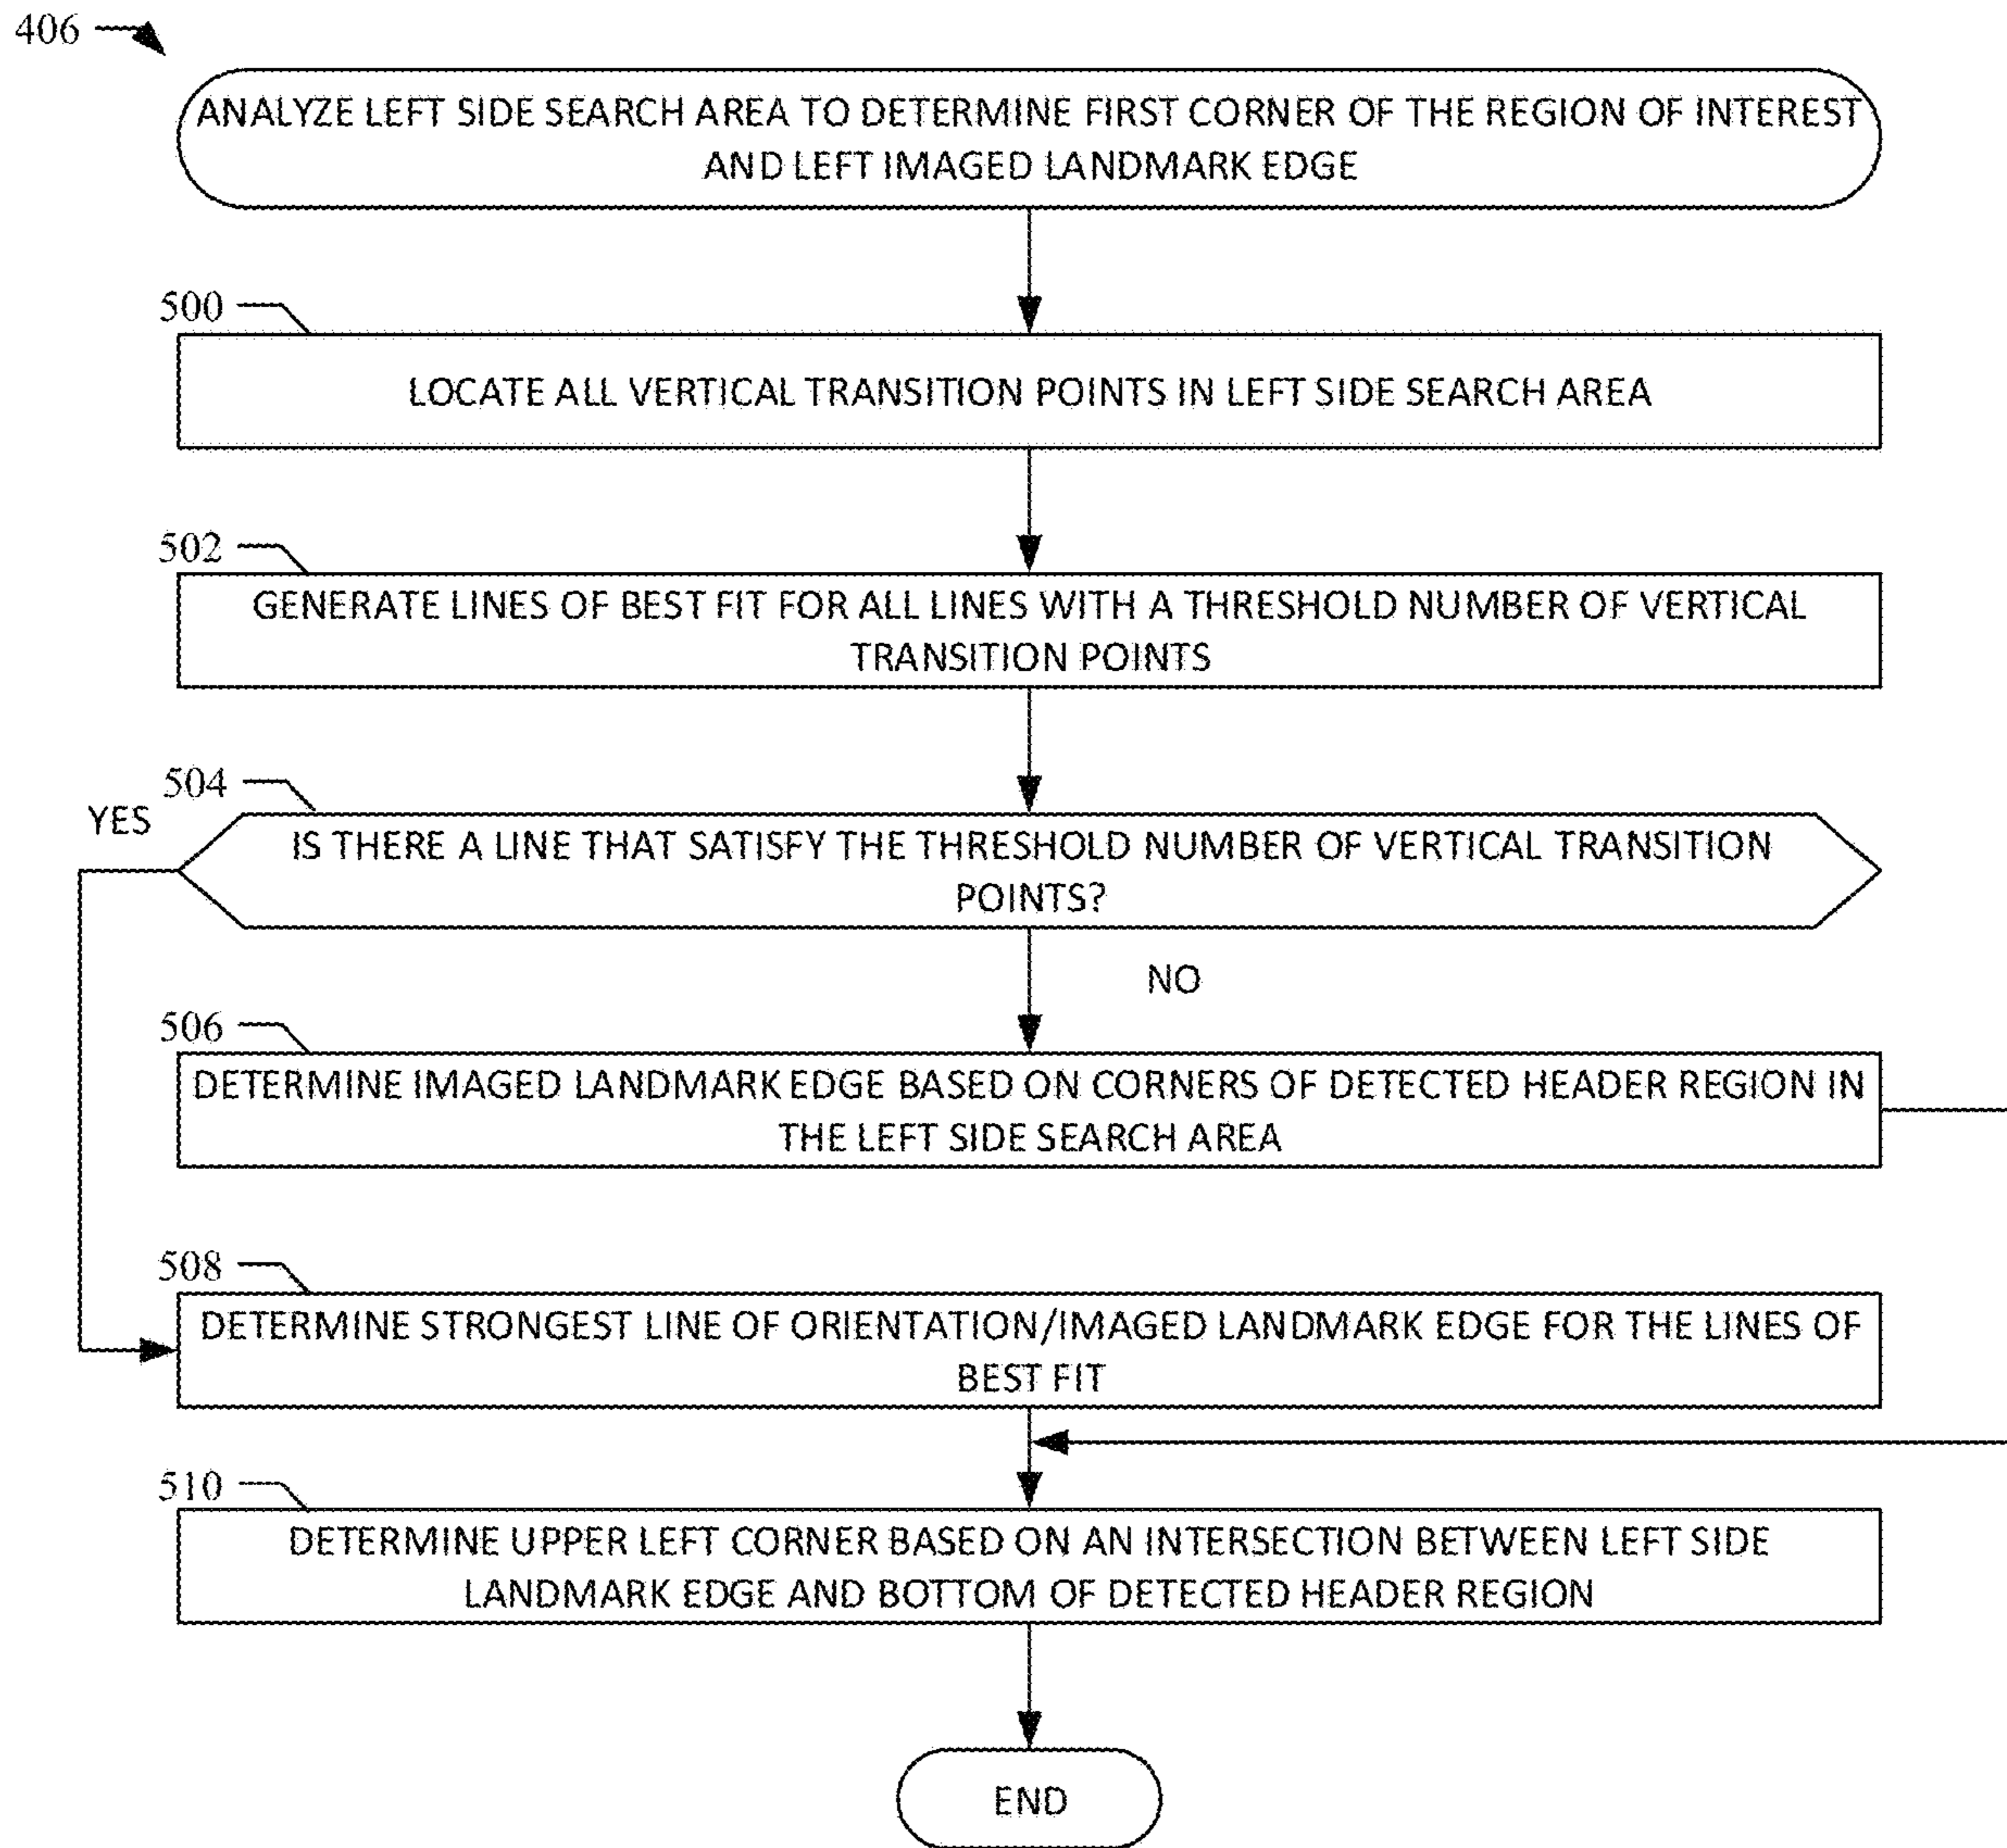 406
ANALYZE LEFT SIDE SEARCH AREA TO DETERMINE FIRST CORNER OF THE REGION OF INTEREST
AND LEFT IMAGED LANDMARK EDGE
500
LOCATE ALL VERTICAL TRANSITION POINTS IN LEFT SIDE SEARCH AREA
502
GENERATE LINES OF BEST FIT FOR ALL LINES WITH A THRESHOLD NUMBER OF VERTICAL
TRANSITION POINTS
504
YES
IS THERE A LINE THAT SATISFY THE THRESHOLD NUMBER OF VERTICAL TRANSITION
POINTS?
NO
506
DETERMINE IMAGED LANDMARK EDGE BASED ON CORNERS OF DETECTED HEADER REGION IN
THE LEFT SIDE SEARCH AREA
508
DETERMINE STRONGEST LINE OF ORIENTATION/IMAGED LANDMARK EDGE FOR THE LINES OF
BEST FIT
510
DETERMINE UPPER LEFT CORNER BASED ON AN INTERSECTION BETWEEN LEFT SIDE
LANDMARK EDGE AND BOTTOM OF DETECTED HEADER REGION
END